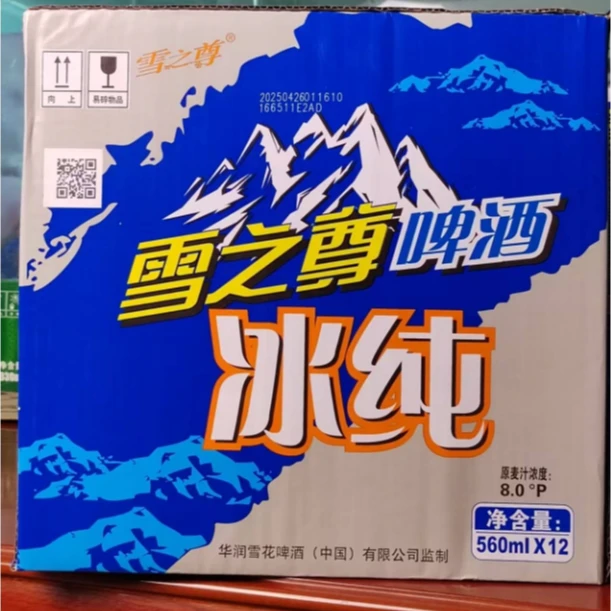 雪之尊®
向 上
易碎物品
20250426011610
166511E2AD
雪之尊啤酒
冰纯
原麦汁浓度:
8.0 °P
净含量:
560ml X 12
华润雪花啤酒（中国）有限公司监制